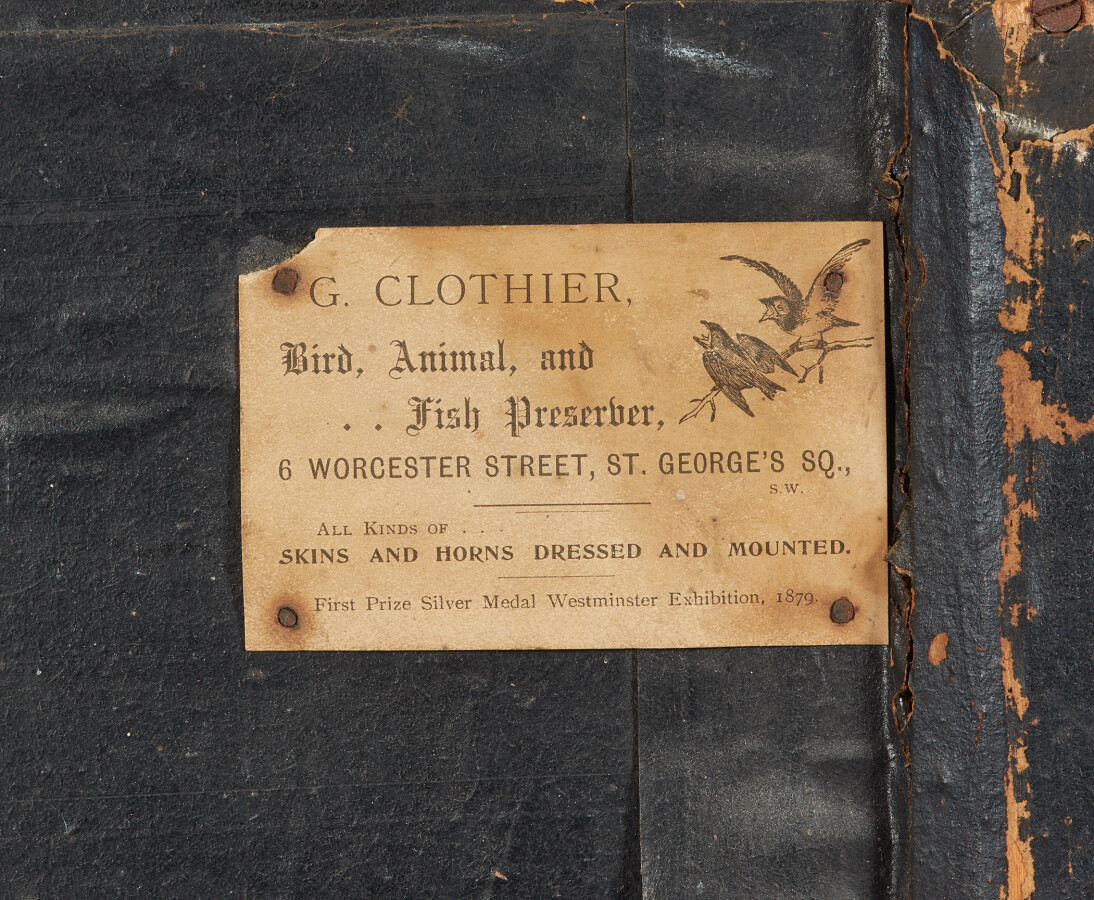 G. CLOTHIER,
Bird, Animal, and
. . Fish Preserver,
6 WORCESTER STREET, ST. GEORGE'S SQ.,
S.W.
ALL KINDS OF . . .
SKINS AND HORNS DRESSED AND MOUNTED.
First Prize Silver Medal Westminster Exhibition, 1879.